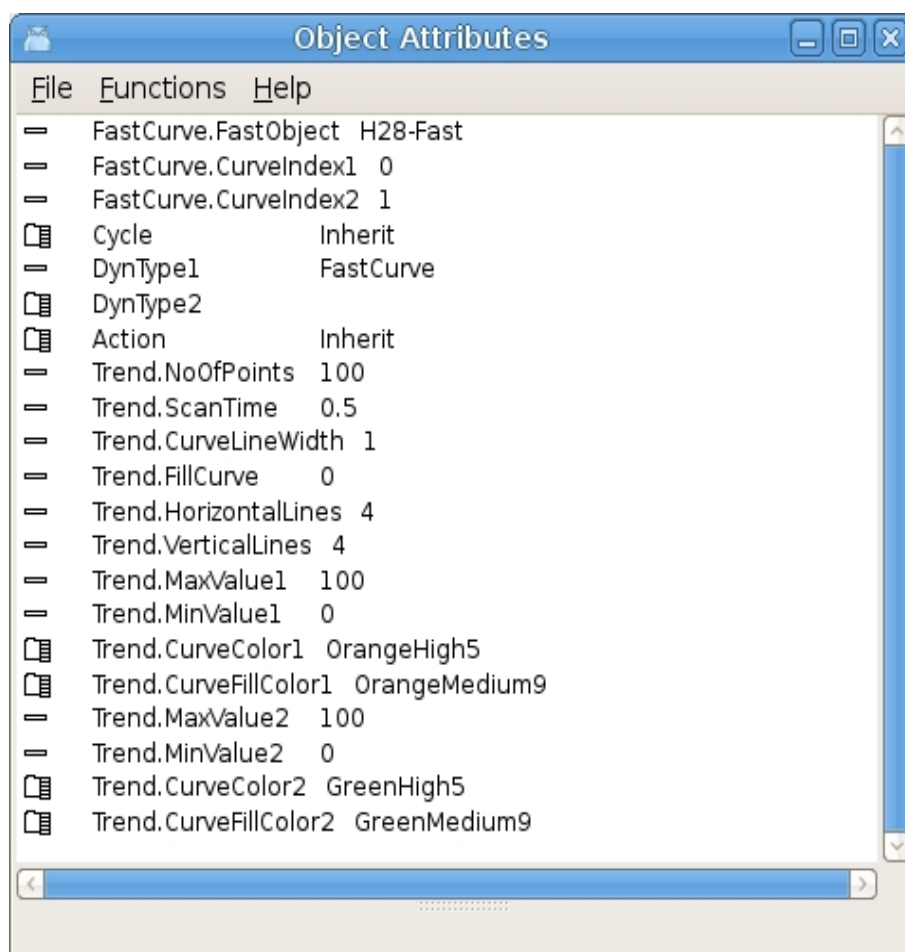 Object Attributes
File Functions Help
FastCurve.FastObject H28-Fast
FastCurve.CurveIndex1 0
FastCurve.CurveIndex2 1
Cycle Inherit
DynType1 FastCurve
DynType2
Action Inherit
Trend.NoOfPoints 100
Trend.ScanTime 0.5
Trend.CurveLineWidth 1
Trend.FillCurve 0
Trend.HorizontalLines 4
Trend.VerticalLines 4
Trend.MaxValue1 100
Trend.MinValue1 0
Trend.CurveColor1 OrangeHigh5
Trend.CurveFillColor1 OrangeMedium9
Trend.MaxValue2 100
Trend.MinValue2 0
Trend.CurveColor2 GreenHigh5
Trend.CurveFillColor2 GreenMedium9